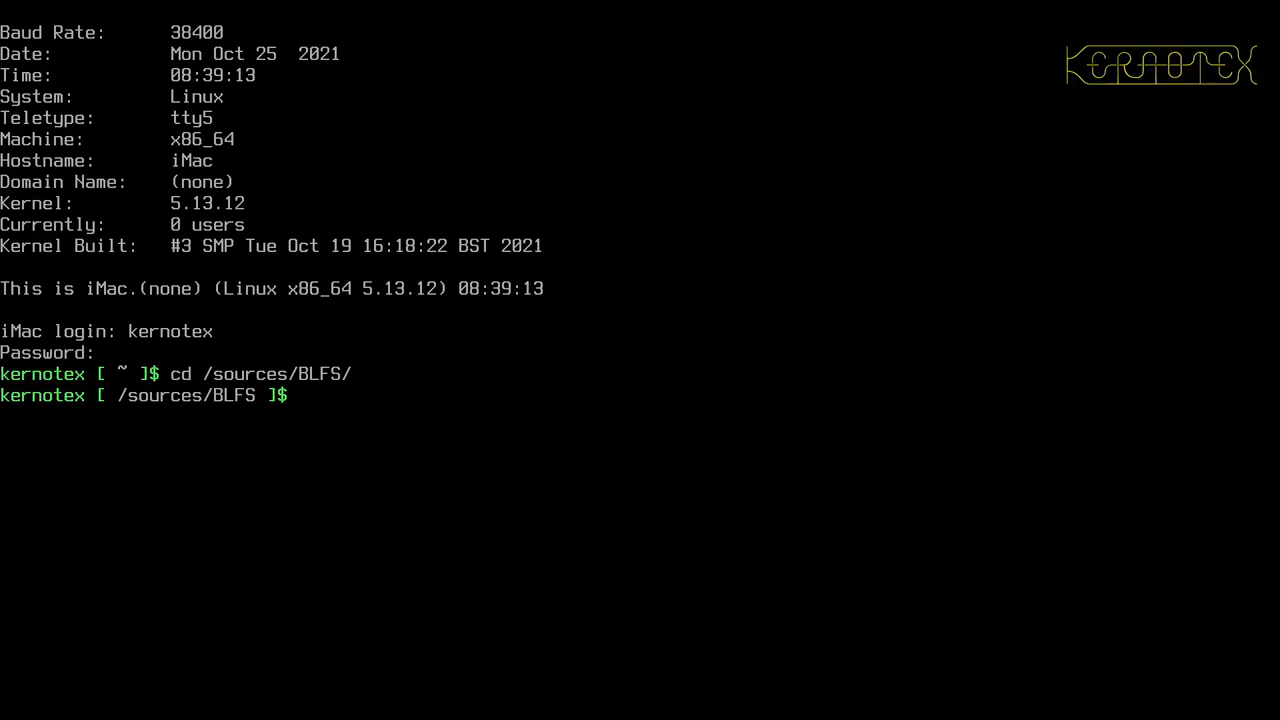 Baud Rate: 38400
Date: Mon Oct 25  2021
Time: 08:39:13
System: Linux
Teletype: tty5
Machine: x86_64
Hostname: iMac
Domain Name: (none)
Kernel: 5.13.12
Currently: 0 users
Kernel Built: #3 SMP Tue Oct 19 16:18:22 BST 2021
This is iMac.(none) (Linux x86_64 5.13.12) 08:39:13
iMac login: kernotex
Password:
kernotex [ ~ ]$ cd /sources/BLFS/
kernotex [ /sources/BLFS ]$
KERNOTEX